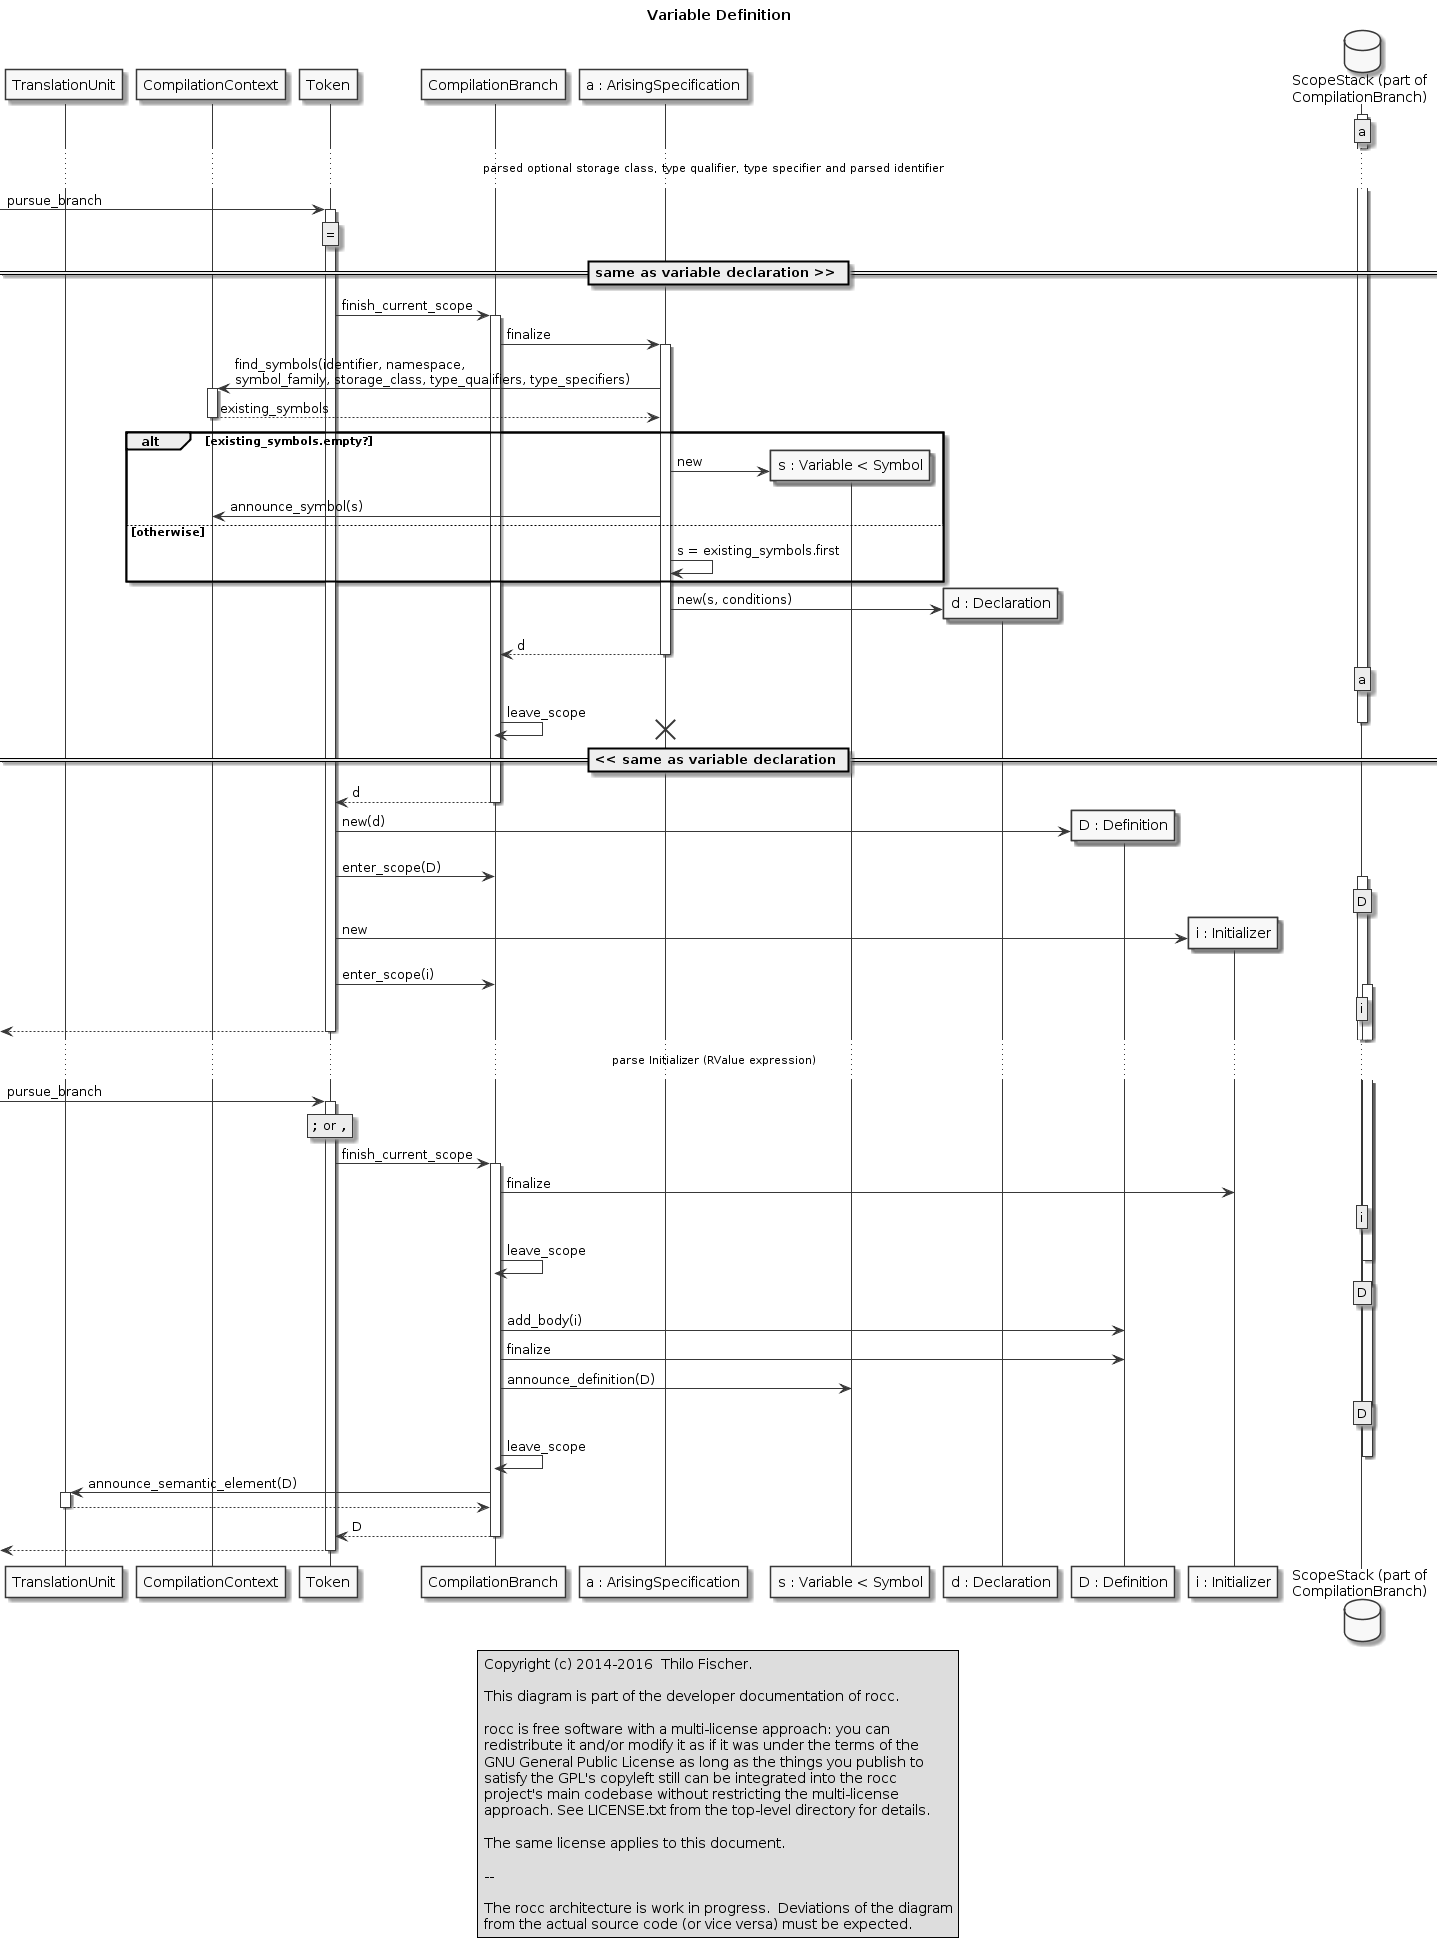 Variable Definition
TranslationUnit
CompilationContext
Token
CompilationBranch
a : ArisingSpecification
ScopeStack (part of
CompilationBranch)
a
parsed optional storage class, type qualifier, type specifier and parsed identifier
pursue_branch
=
same as variable declaration >>
finish_current_scope
finalize
find_symbols(identifier, namespace,
symbol_family, storage_class, type_qualifiers, type_specifiers)
existing_symbols
alt
[existing_symbols.empty?]
new
s : Variable < Symbol
announce_symbol(s)
[otherwise]
s = existing_symbols.first
new(s, conditions)
d : Declaration
d
a
leave_scope
<< same as variable declaration
d
new(d)
D : Definition
enter_scope(D)
D
new
i : Initializer
enter_scope(i)
i
parse Initializer (RValue expression)
pursue_branch
; or ,
finish_current_scope
finalize
i
leave_scope
D
add_body(i)
finalize
announce_definition(D)
D
leave_scope
announce_semantic_element(D)
D
TranslationUnit
CompilationContext
Token
CompilationBranch
a : ArisingSpecification
s : Variable < Symbol
d : Declaration
D : Definition
i : Initializer
ScopeStack (part of
CompilationBranch)
Copyright (c) 2014-2016  Thilo Fischer.
This diagram is part of the developer documentation of rocc.
rocc is free software with a multi-license approach: you can
redistribute it and/or modify it as if it was under the terms of the
GNU General Public License as long as the things you publish to
satisfy the GPL's copyleft still can be integrated into the rocc
project's main codebase without restricting the multi-license
approach. See LICENSE.txt from the top-level directory for details.
The same license applies to this document.
--
The rocc architecture is work in progress.  Deviations of the diagram
from the actual source code (or vice versa) must be expected.